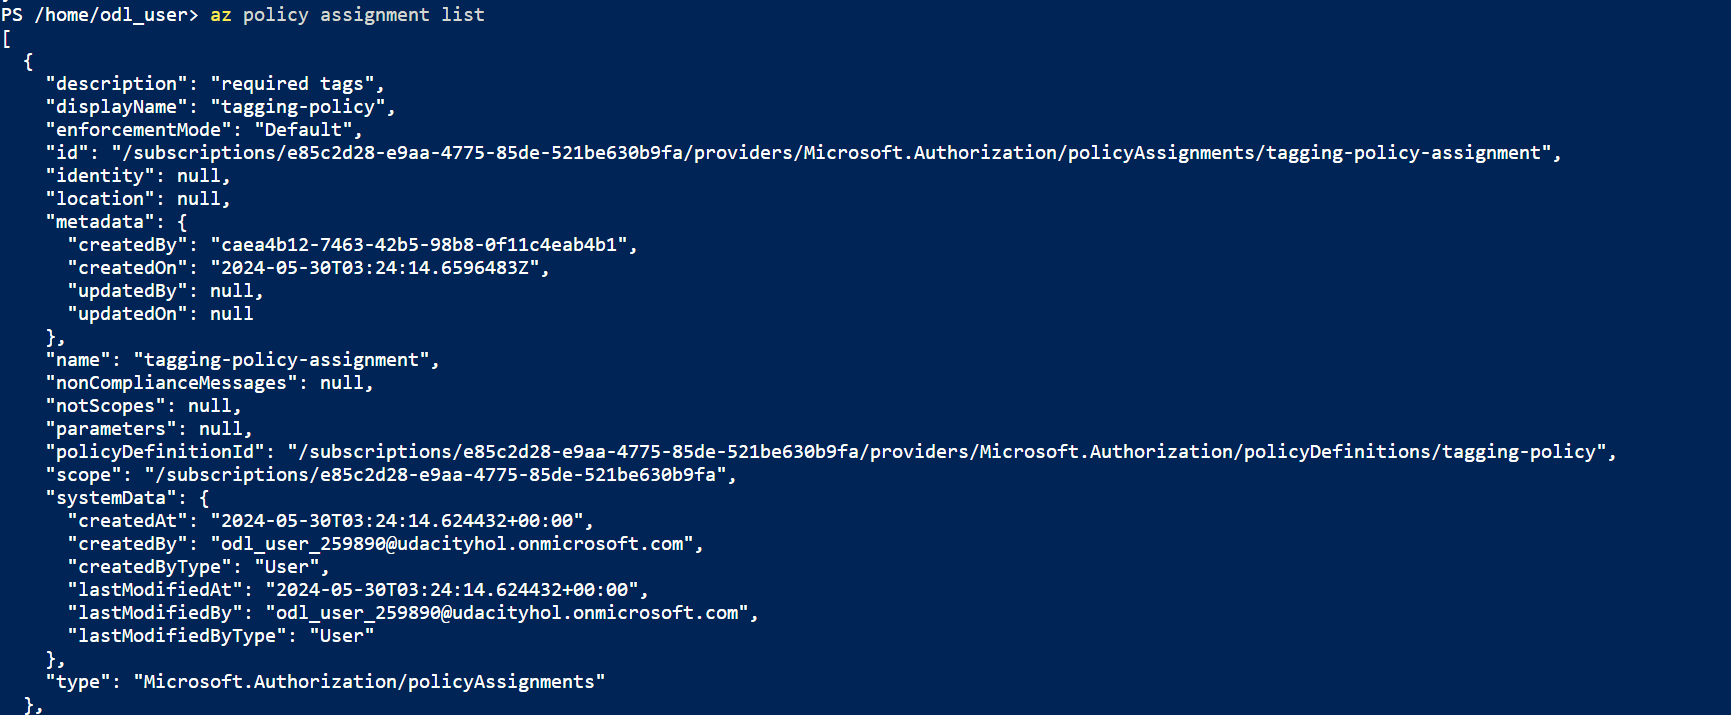 PS /home/odl_user> az policy assignment list
[
  {
    "description": "required tags",
    "displayName": "tagging-policy",
    "enforcementMode": "Default",
    "id": "/subscriptions/e85c2d28-e9aa-4775-85de-521be630b9fa/providers/Microsoft.Authorization/policyAssignments/tagging-policy-assignment",
    "identity": null,
    "location": null,
    "metadata": {
      "createdBy": "caea4b12-7463-42b5-98b8-0f11c4eab4b1",
      "createdOn": "2024-05-30T03:24:14.6596483Z",
      "updatedBy": null,
      "updatedOn": null
    },
    "name": "tagging-policy-assignment",
    "nonComplianceMessages": null,
    "notScopes": null,
    "parameters": null,
    "policyDefinitionId": "/subscriptions/e85c2d28-e9aa-4775-85de-521be630b9fa/providers/Microsoft.Authorization/policyDefinitions/tagging-policy",
    "scope": "/subscriptions/e85c2d28-e9aa-4775-85de-521be630b9fa",
    "systemData": {
      "createdAt": "2024-05-30T03:24:14.624432+00:00",
      "createdBy": "odl_user_259890@udacityhol.onmicrosoft.com",
      "createdByType": "User",
      "lastModifiedAt": "2024-05-30T03:24:14.624432+00:00",
      "lastModifiedBy": "odl_user_259890@udacityhol.onmicrosoft.com",
      "lastModifiedByType": "User"
    },
    "type": "Microsoft.Authorization/policyAssignments"
  },